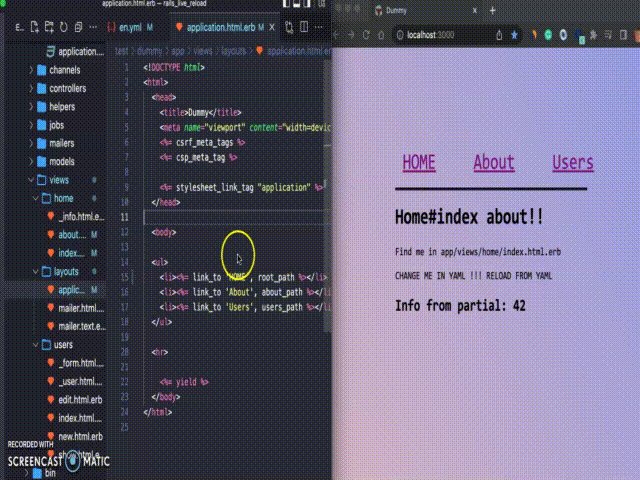 application.html.erb — rails_live_reload
en.yml M
application.html.erb M
test > dummy > app > views > layouts > application.html.er
application....
channels
controllers
helpers
jobs
mailers
models
views
home
_info.html.e...
about.... M
index.... M
layouts
applic... M
mailer.html....
mailer.text.e...
users
_form.html....
_user.html....
edit.html.erb
index.html....
new.html.erb
bin
1 <!DOCTYPE html>
2 <html>
3 <head>
4 <title>Dummy</title>
5 <meta name="viewport" content="width=devic
6 <%= csrf_meta_tags %>
7 <%= csp_meta_tag %>
8
9 <%= stylesheet_link_tag "application" %>
10 </head>
11
12 <body>
13
14 <ul>
15 <li><%= link_to 'HOME', root_path %></li>
16 <li><%= link_to 'About', about_path %></li
17 <li><%= link_to 'Users', users_path %></li
18 </ul>
19
20 <hr>
21
22 <%= yield %>
23 </body>
24 </html>
25
RECORDED WITH
SCREENCAST MATIC
Dummy
localhost:3000
HOME About Users
Home#index about!!
Find me in app/views/home/index.html.erb
CHANGE ME IN YAML !!! RELOAD FROM YAML
Info from partial: 42